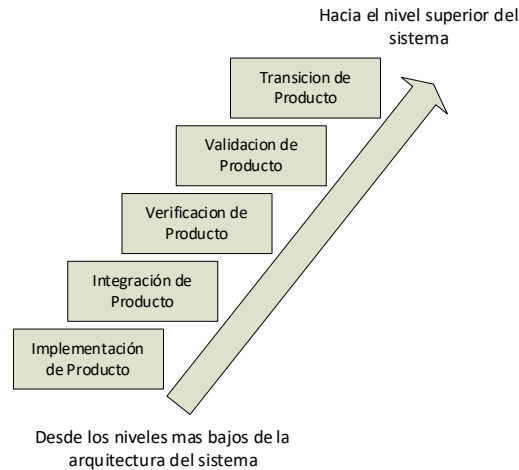 Hacia el nivel superior del
sistema
Transicion de
Producto
Validacion de
Producto
Verificacion de
Producto
Integración de
Producto
Implementación
de Producto
Desde los niveles mas bajos de la
arquitectura del sistema